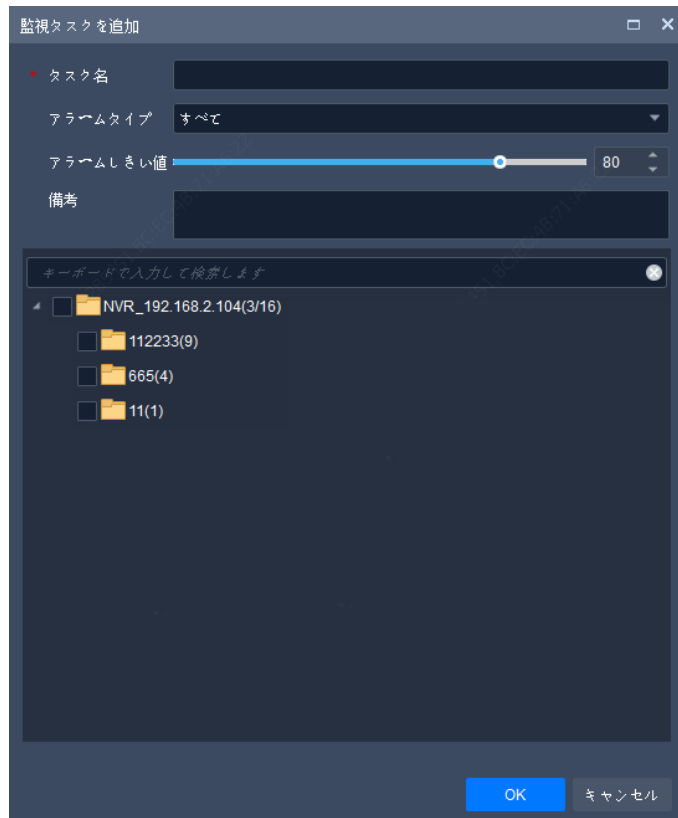 監視タスクを追加
* タスク名
アラームタイプ すべて
アラームしきい値 80
備考
キーボードで入力して検索します
NVR_192.168.2.104(3/16)
112233(9)
665(4)
11(1)
OK キャンセル